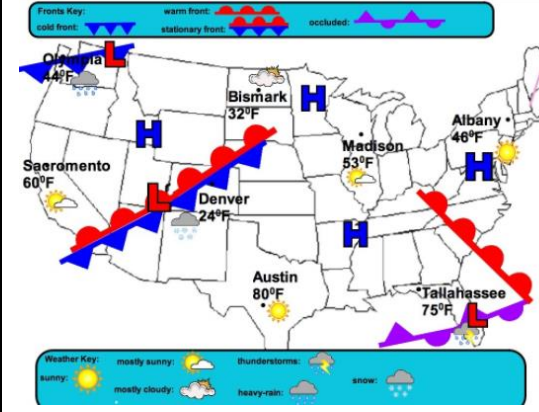 Fronts Key:
warm front:
occluded:
cold front:
stationary front:
L
Olympia
44⁰F
Bismark
32⁰F
H
H
Albany
46⁰F
Madison
53⁰F
H
Sacromento
60⁰F
L
Denver
24⁰F
H
Austin
80⁰F
Tallahassee
75⁰F
L
Weather Key:
mostly sunny:
thunderstorms:
sunny:
snow:
mostly cloudy:
heavy-rain: